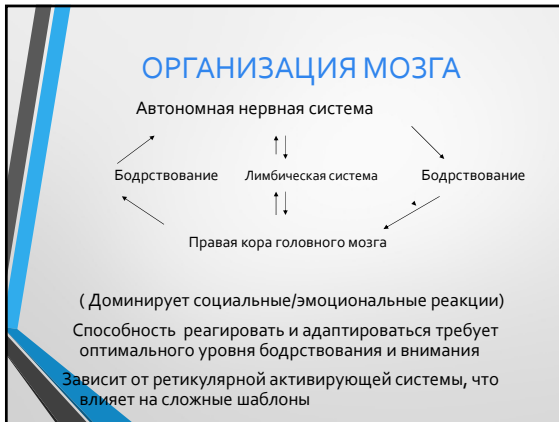 ОРГАНИЗАЦИЯ МОЗГА
Автономная нервная система
Бодрствование Лимбическая система Бодрствование
Правая кора головного мозга
( Доминирует социальные/эмоциональные реакции)
Способность реагировать и адаптироваться требует
оптимального уровня бодрствования и внимания
Зависит от ретикулярной активирующей системы, что
влияет на сложные шаблоны